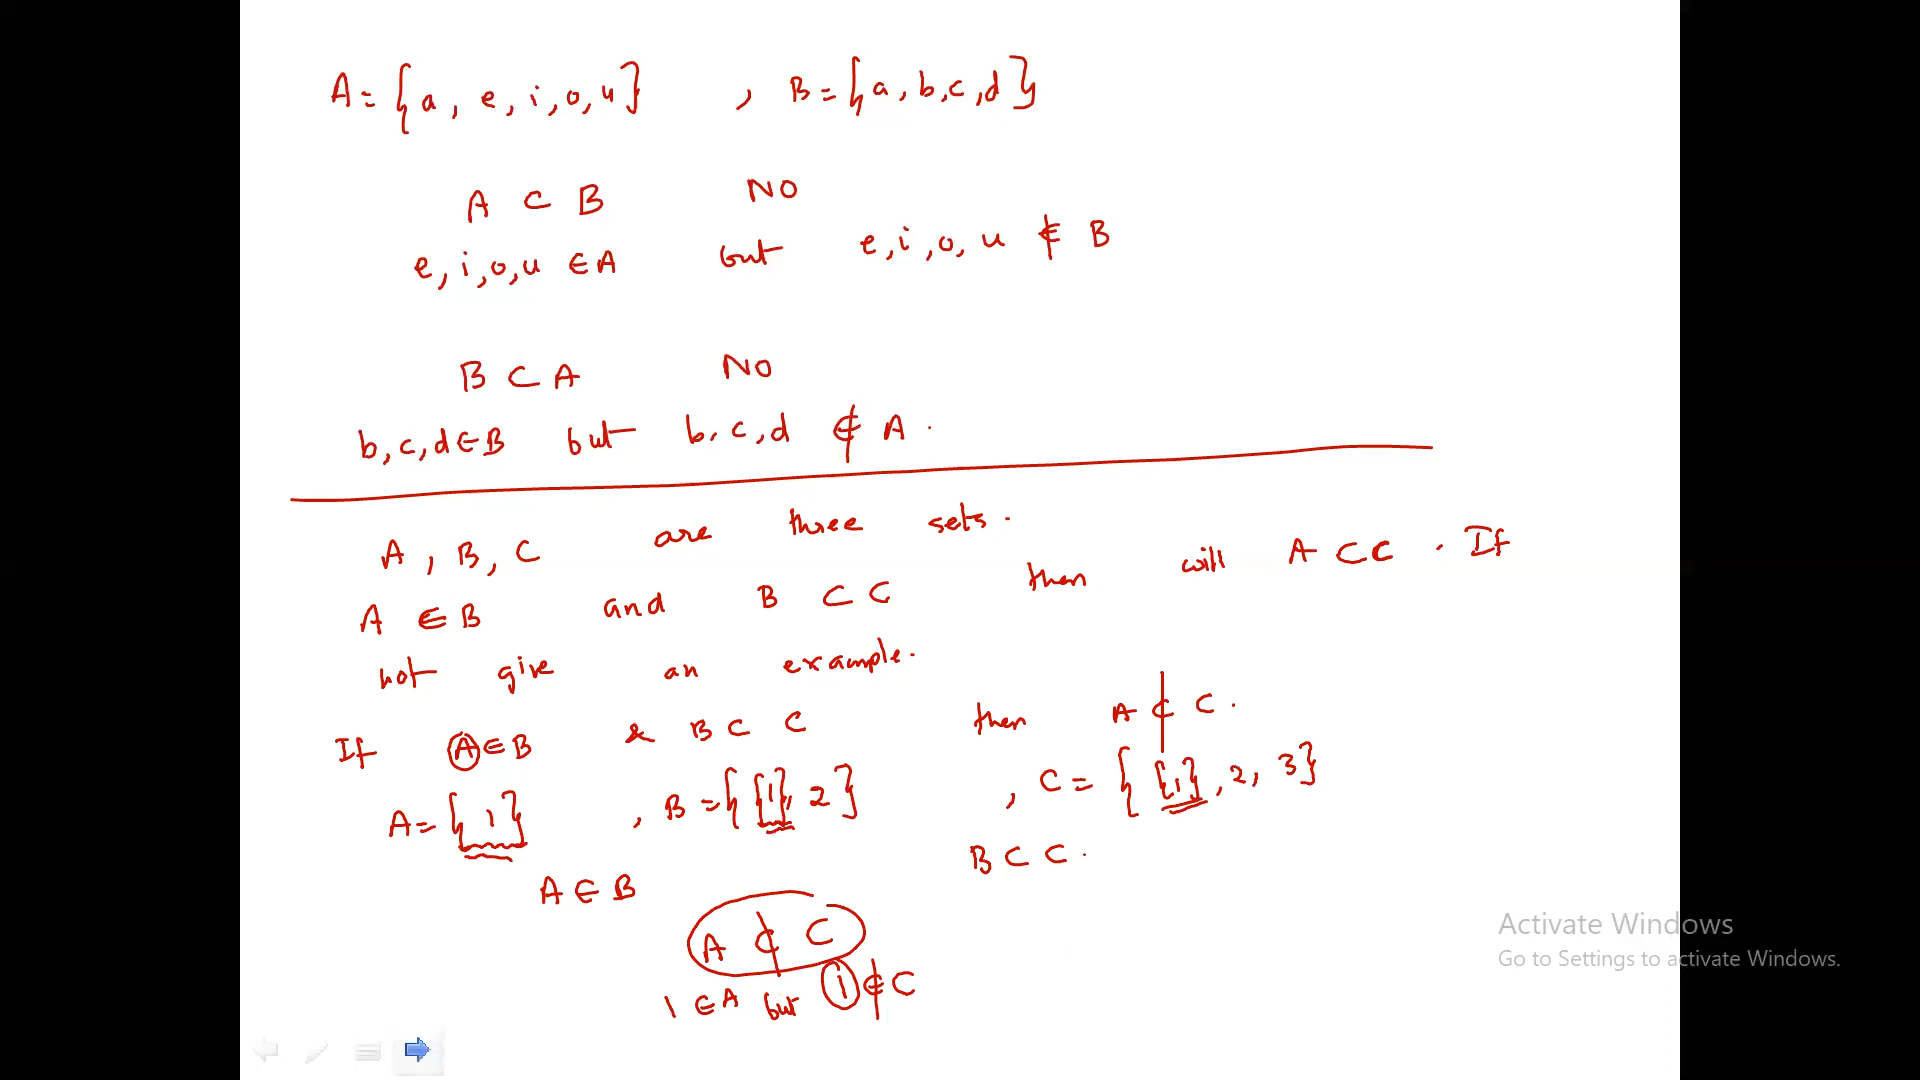 A = {a, e, i, o, u} , B = {a, b, c, d}
A ⊂ B NO
e, i, o, u ∈ A but e, i, o, u ∉ B
B ⊂ A NO
b, c, d ∈ B but b, c, d ∉ A .
A , B, C are three sets.
A ∈ B and B ⊂ C then will A ⊂ C . If
not give an example.
If A ∈ B & B ⊂ C then A ⊄ C .
A = {1} , B = {{1}, 2} , C = {{1}, 2, 3}
A ∈ B B ⊂ C .
A ⊄ C
1 ∈ A but 1 ∉ C
Activate Windows
Go to Settings to activate Windows.